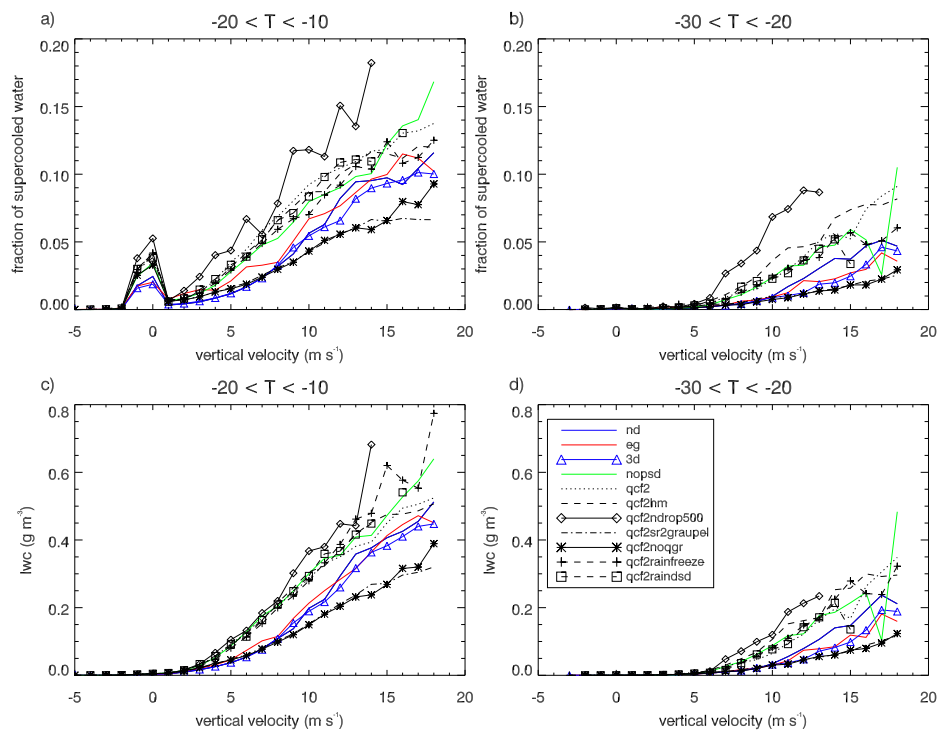 a) -20 < T < -10
fraction of supercooled water
0.20
0.15
0.10
0.05
0.00
-5 0 5 10 15 20
vertical velocity (m s⁻¹)
b) -30 < T < -20
fraction of supercooled water
0.20
0.15
0.10
0.05
0.00
0 5 10 15 20
vertical velocity (m s⁻¹)
c) -20 < T < -10
lwc (g m⁻³)
0.8
0.6
0.4
0.2
0.0
-5 0 5 10 15 20
vertical velocity (m s⁻¹)
d) -30 < T < -20
lwc (g m⁻³)
0.8
0.6
0.4
0.2
0.0
0 5 10 15 20
vertical velocity (m s⁻¹)
nd
eg
3d
nopsd
qcf2
qcf2hm
qcf2ndrop500
qcf2sr2graupel
qcf2noqgr
qcf2rainfreeze
qcf2raindsd